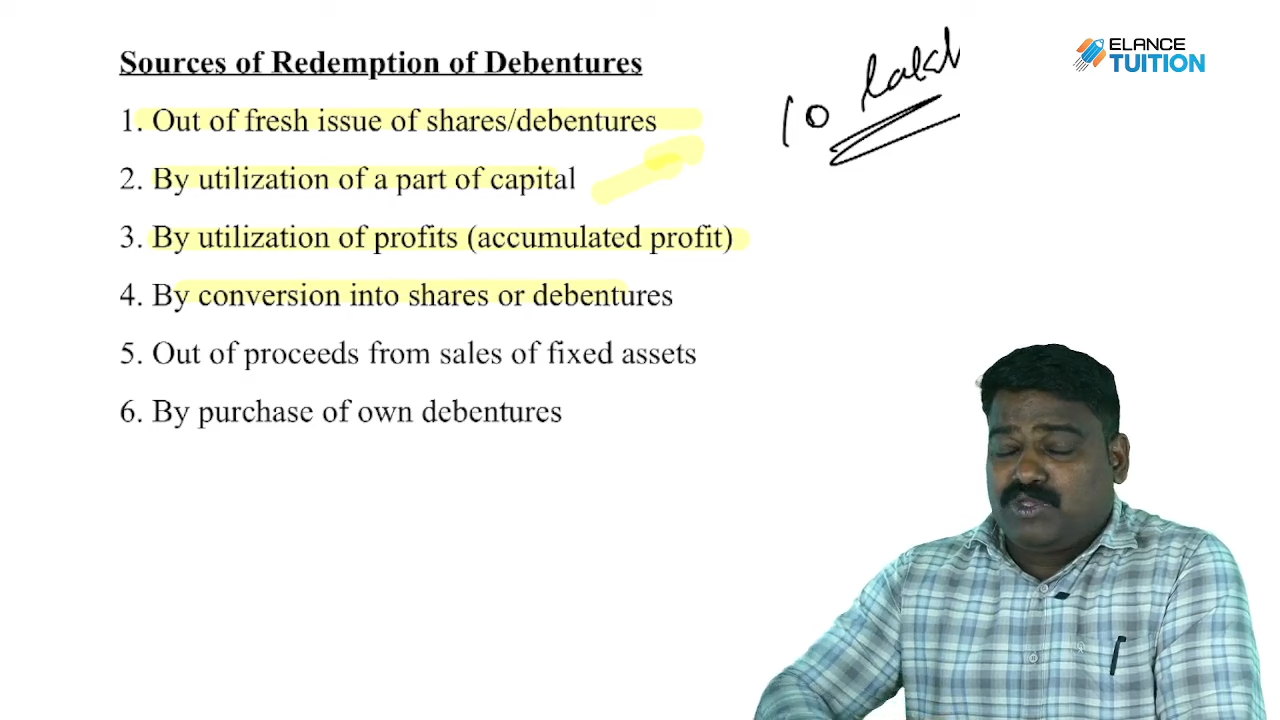 Sources of Redemption of Debentures
1. Out of fresh issue of shares/debentures
2. By utilization of a part of capital
3. By utilization of profits (accumulated profit)
4. By conversion into shares or debentures
5. Out of proceeds from sales of fixed assets
6. By purchase of own debentures
10 lakh
ELANCE
TUITION